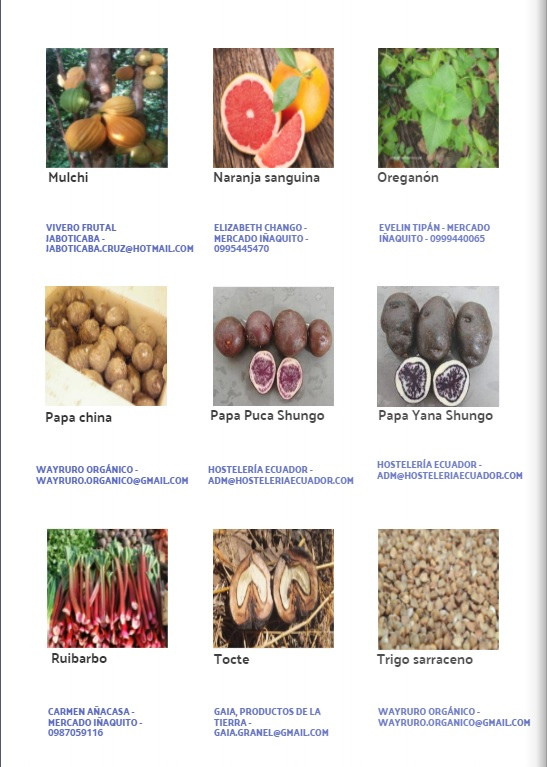 Mulchi
VIVERO FRUTAL
JABOTICABA -
JABOTICABA.CRUZ@HOTMAIL.COM
Naranja sanguina
ELIZABETH CHANGO -
MERCADO IÑAQUITO -
0995445470
Oreganón
EVELIN TIPÁN - MERCADO
IÑAQUITO - 0999440065
Papa china
WAYRURO ORGÁNICO -
WAYRURO.ORGANICO@GMAIL.COM
Papa Puca Shungo
HOSTELERÍA ECUADOR -
ADM@HOSTELERIAECUADOR.COM
Papa Yana Shungo
HOSTELERÍA ECUADOR -
ADM@HOSTELERIAECUADOR.COM
Ruibarbo
CARMEN AÑACASA -
MERCADO IÑAQUITO -
0987059116
Tocte
GAIA, PRODUCTOS DE LA
TIERRA -
GAIA.GRANEL@GMAIL.COM
Trigo sarraceno
WAYRURO ORGÁNICO -
WAYRURO.ORGANICO@GMAIL.COM